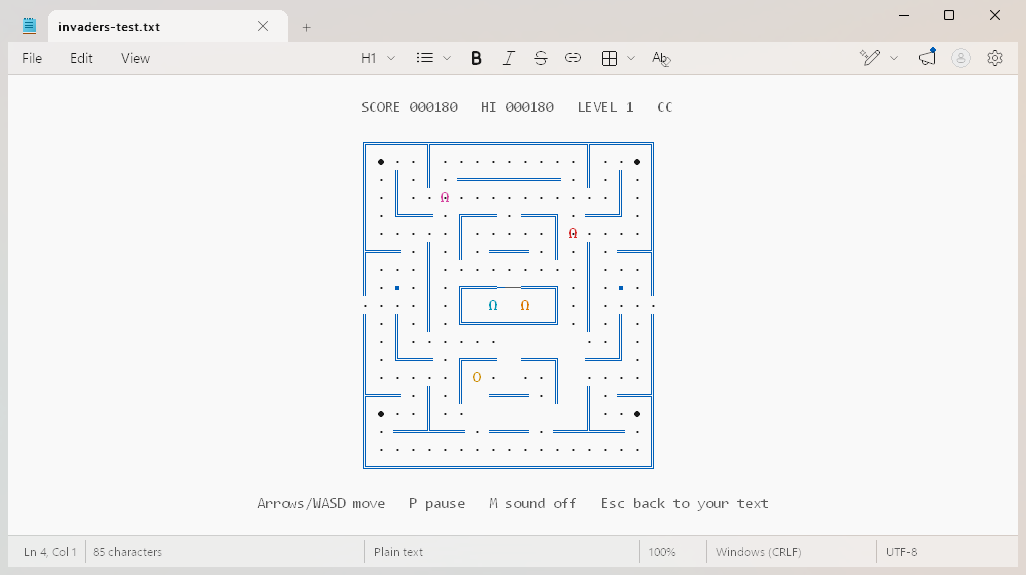 invaders-test.txt
File Edit View H1 B I S Ab
SCORE 000180 HI 000180 LEVEL 1 CC
Arrows/WASD move P pause M sound off Esc back to your text
Ln 4, Col 1 85 characters Plain text 100% Windows (CRLF) UTF-8